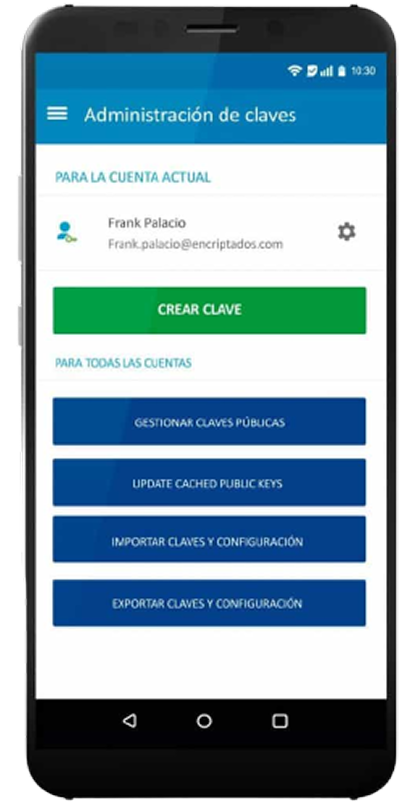 10:30
Administración de claves
PARA LA CUENTA ACTUAL
Frank Palacio
Frank.palacio@encriptados.com
CREAR CLAVE
PARA TODAS LAS CUENTAS
GESTIONAR CLAVES PÚBLICAS
UPDATE CACHED PUBLIC KEYS
IMPORTAR CLAVES Y CONFIGURACIÓN
EXPORTAR CLAVES Y CONFIGURACIÓN